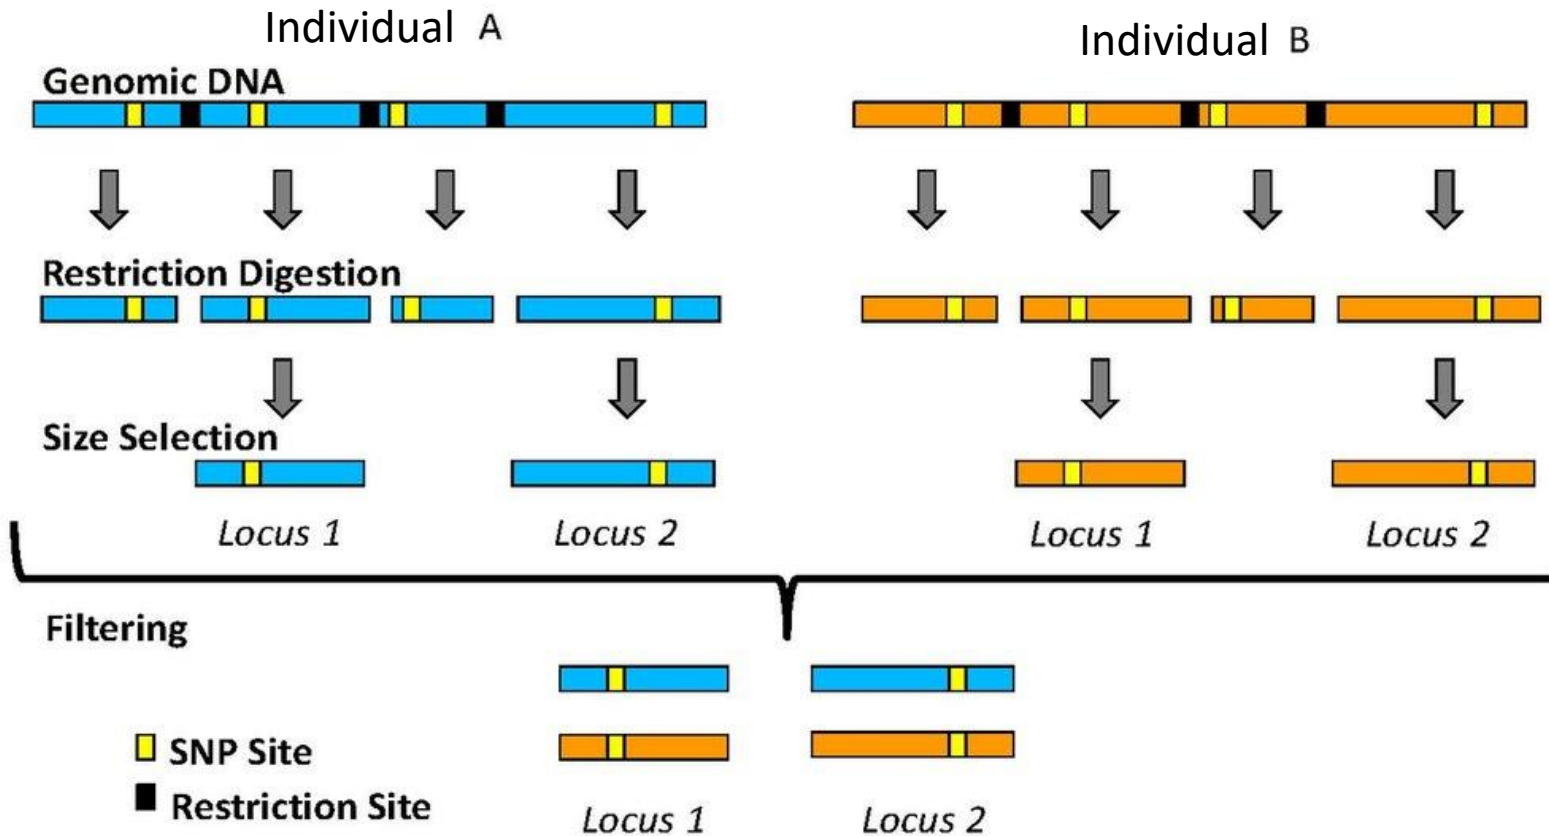 Individual A
Individual B
Genomic DNA
Restriction Digestion
Size Selection
Locus 1
Locus 2
Locus 1
Locus 2
Filtering
SNP Site
Restriction Site
Locus 1
Locus 2